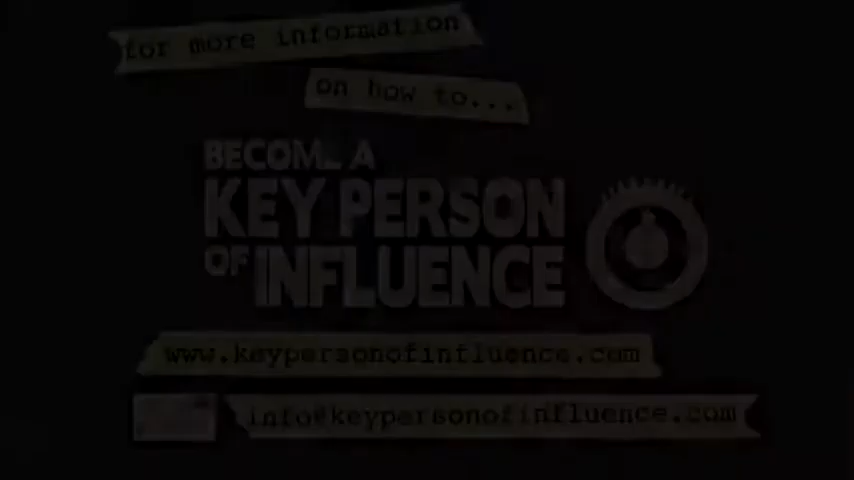 for more information
on how to...
BECOME A
KEY PERSON
OF INFLUENCE
www.keypersonofinfluence.com
info@keypersonofinfluence.com